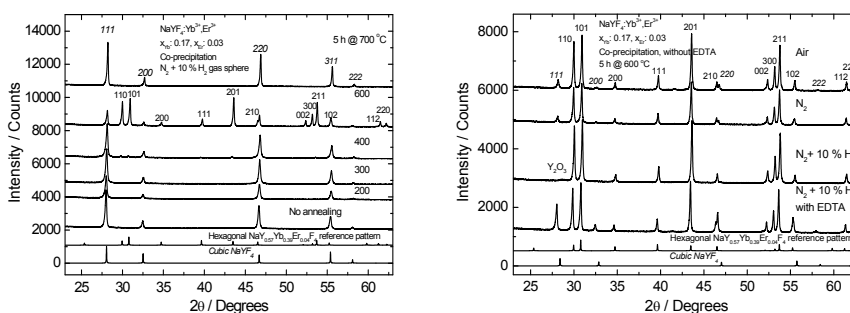 14000
12000
10000
8000
6000
4000
2000
0
Intensity / Counts
NaYF4:Yb3+,Er3+
xYb: 0.17, xEr: 0.03
Co-precipitation
N2 + 10 % H2 gas sphere
5 h @ 700 °C
111
200
220
311
222
600
110
101
200
111
201
210
002
300
211
102
112
220
400
300
200
No annealing
Hexagonal NaY0.57Yb0.39Er0.04F4 reference pattern
Cubic NaYF4
25 30 35 40 45 50 55 60
2θ / Degrees
8000
6000
4000
2000
0
Intensity / Counts
NaYF4:Yb3+,Er3+
xYb: 0.17, xEr: 0.03
Co-precipitation, without EDTA
5 h @ 600 °C
110
101
201
211
Air
111
200
200
111
210
220
002
300
102
222
112
N2
N2+ 10 % H
Y2O3
N2 + 10 % H
with EDTA
Hexagonal NaY0.57Yb0.39Er0.04F4 reference pattern
Cubic NaYF4
25 30 35 40 45 50 55 60
2θ / Degrees